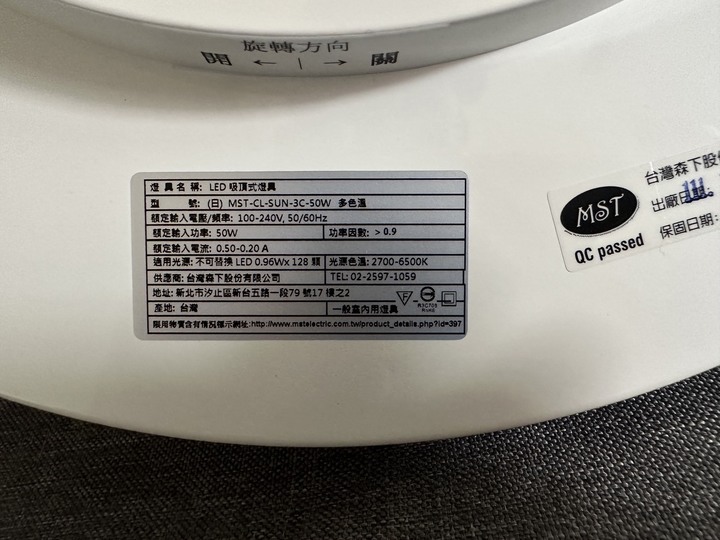 旋轉方向
開 ← | → 關
燈具名稱: LED 吸頂式燈具
型 號: (日) MST-CL-SUN-3C-50W 多色溫
額定輸入電壓/頻率: 100-240V, 50/60Hz
額定輸入功率: 50W 功率因數: > 0.9
額定輸入電流: 0.50-0.20 A
適用光源: 不可替換 LED 0.96Wx 128 顆 光源色溫: 2700-6500K
供應商: 台灣森下股份有限公司 TEL: 02-2597-1059
地址: 新北市汐止區新台五路一段79 號17 樓之2
F R3C703
RoHS
產地: 台灣 一般室內用燈具
限用物質含有情況標示網址:http://www.matelectric.com.tw/product_details.php?id=397
台灣森下股
MST 出廠日期:
QC passed 保固日期: